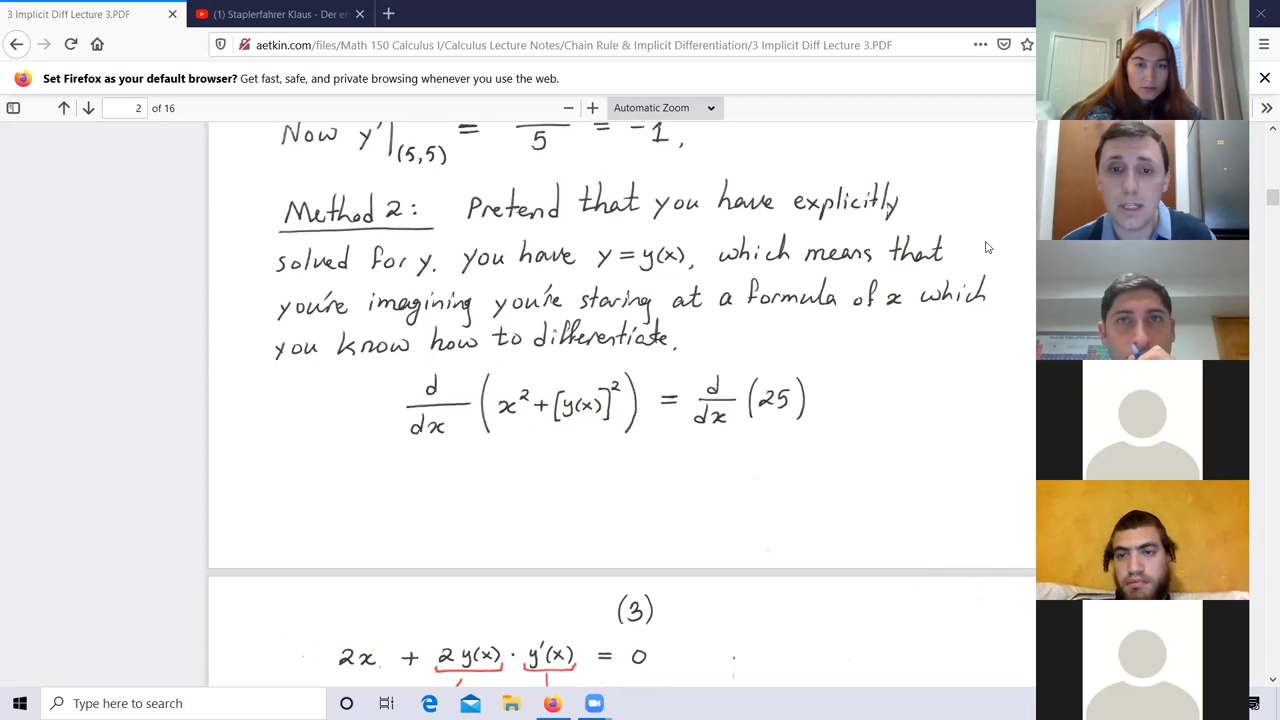 3 Implicit Diff Lecture 3.PDF
(1) Staplerfahrer Klaus - Der er
aetkin.com/files/Math 150 Calculus I/Calculus Lecture Notes/Chain Rule & Implicit Differentiation/3 Implicit Diff Lecture 3.PDF
Set Firefox as your default browser? Get fast, safe, and private browsing whenever you use the web.
2 of 16
Automatic Zoom
Now y'|(5,5) = ― / 5 = -1.
Method 2: Pretend that you have explicitly
solved for y. you have y = y(x), which means that
you're imagining you're staring at a formula of x which
you know how to differentiate.
d/dx (x² + [y(x)]²) = d/dx (25)
(3)
2x + 2y(x) · y'(x) = 0
Type here to search